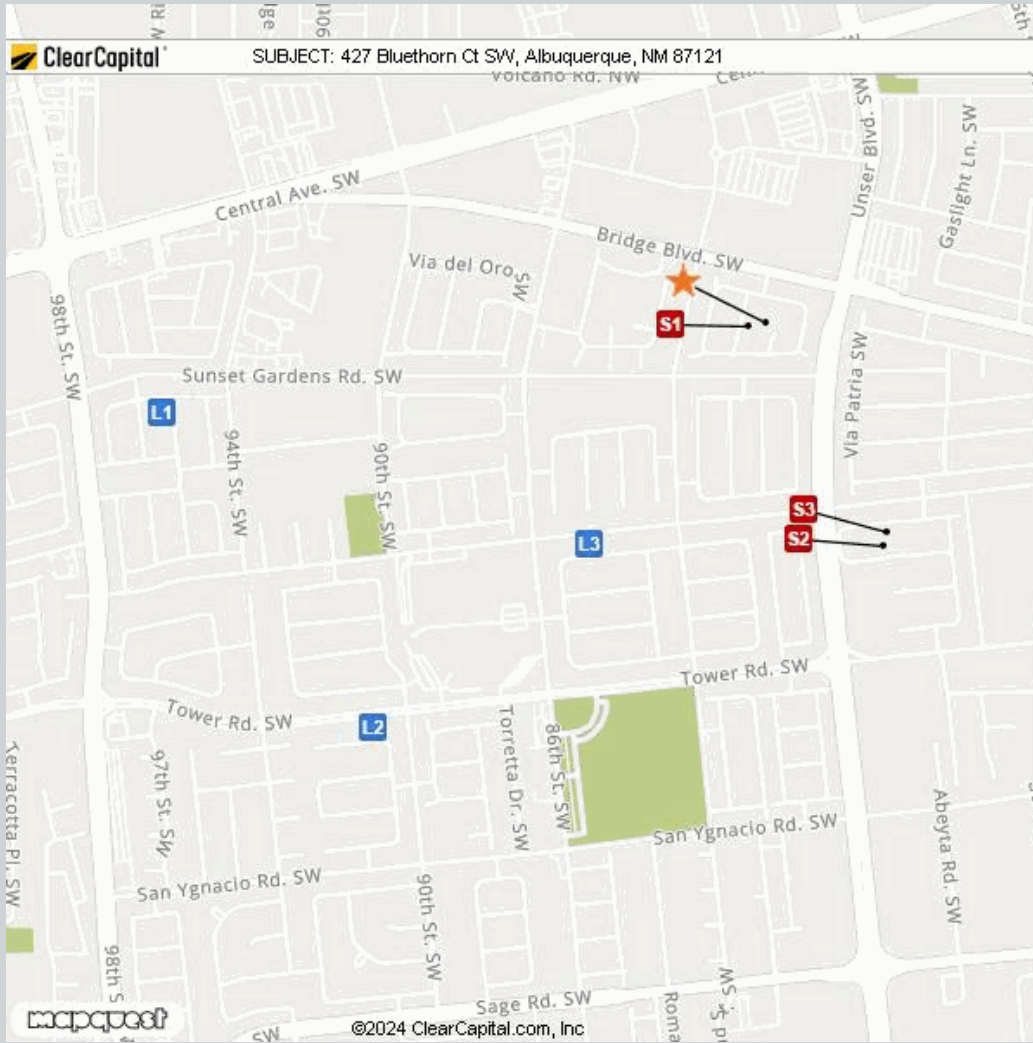 ClearCapital
SUBJECT: 427 Bluethorn Ct SW, Albuquerque, NM 87121
Volcano Rd. NW
Central Ave. SW
Unser Blvd. SW
Gaslight Ln. SW
Bridge Blvd. SW
Via del Oro SW
S1
98th St. SW
Sunset Gardens Rd. SW
Via Patria SW
L1
94th St. SW
90th St. SW
S3
S2
L3
Tower Rd. SW
Tower Rd. SW
L2
Torretta Dr. SW
86th St. SW
97th St. SW
Terracotta Pl. SW
San Ygnacio Rd. SW
Abeyta Rd. SW
San Ygnacio Rd. SW
90th St. SW
98th S
Sage Rd. SW
Roma
SW
mapquest
©2024 ClearCapital.com, Inc